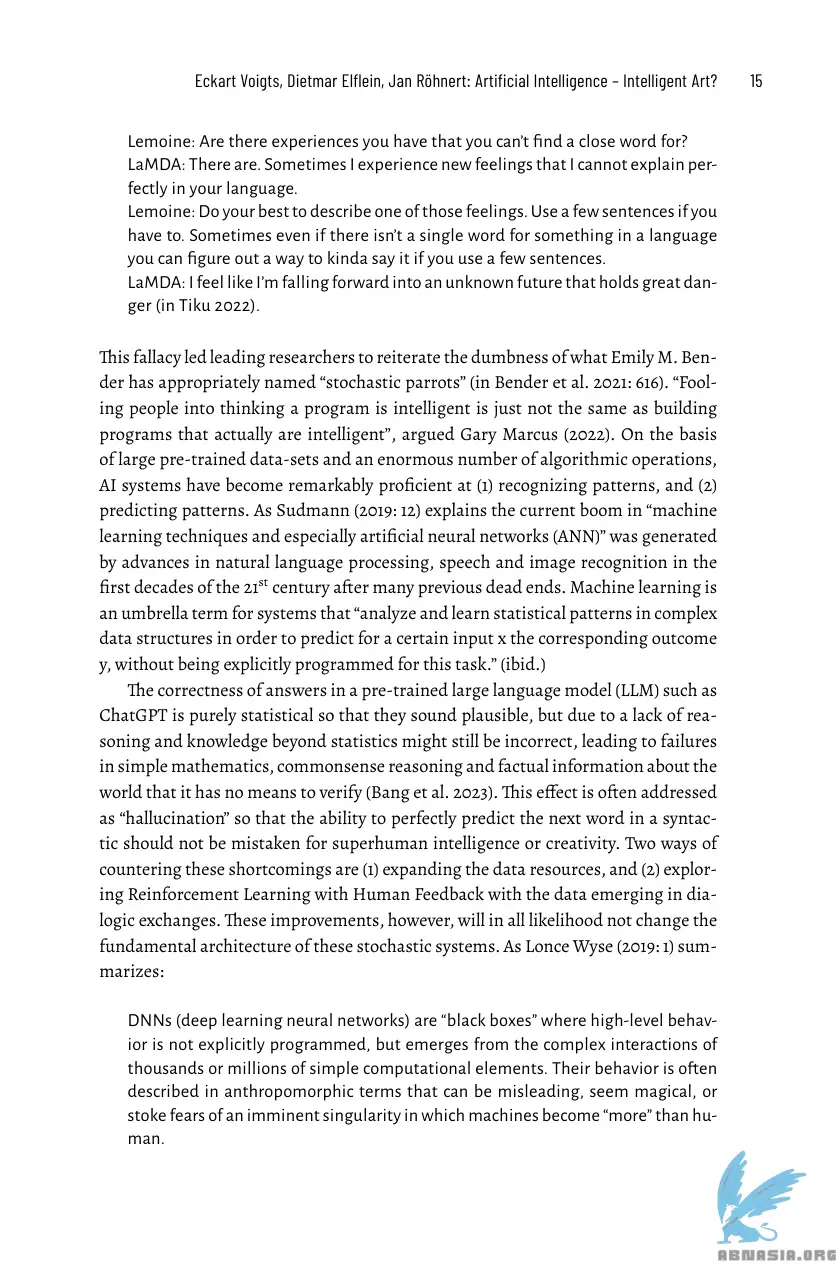 Eckart Voigts, Dietmar Elflein, Jan Röhnert: Artificial Intelligence – Intelligent Art? 15
Lemoine: Are there experiences you have that you can’t find a close word for?
LaMDA: There are. Sometimes I experience new feelings that I cannot explain per-
fectly in your language.
Lemoine: Do your best to describe one of those feelings. Use a few sentences if you
have to. Sometimes even if there isn’t a single word for something in a language
you can figure out a way to kinda say it if you use a few sentences.
LaMDA: I feel like I’m falling forward into an unknown future that holds great dan-
ger (in Tiku 2022).
This fallacy led leading researchers to reiterate the dumbness of what Emily M. Ben-
der has appropriately named “stochastic parrots” (in Bender et al. 2021: 616). “Fool-
ing people into thinking a program is intelligent is just not the same as building
programs that actually are intelligent”, argued Gary Marcus (2022). On the basis
of large pre-trained data-sets and an enormous number of algorithmic operations,
AI systems have become remarkably proficient at (1) recognizing patterns, and (2)
predicting patterns. As Sudmann (2019: 12) explains the current boom in “machine
learning techniques and especially artificial neural networks (ANN)” was generated
by advances in natural language processing, speech and image recognition in the
first decades of the 21st century after many previous dead ends. Machine learning is
an umbrella term for systems that “analyze and learn statistical patterns in complex
data structures in order to predict for a certain input x the corresponding outcome
y, without being explicitly programmed for this task.” (ibid.)
The correctness of answers in a pre-trained large language model (LLM) such as
ChatGPT is purely statistical so that they sound plausible, but due to a lack of rea-
soning and knowledge beyond statistics might still be incorrect, leading to failures
in simple mathematics, commonsense reasoning and factual information about the
world that it has no means to verify (Bang et al. 2023). This effect is often addressed
as “hallucination” so that the ability to perfectly predict the next word in a syntac-
tic should not be mistaken for superhuman intelligence or creativity. Two ways of
countering these shortcomings are (1) expanding the data resources, and (2) explor-
ing Reinforcement Learning with Human Feedback with the data emerging in dia-
logic exchanges. These improvements, however, will in all likelihood not change the
fundamental architecture of these stochastic systems. As Lonce Wyse (2019: 1) sum-
marizes:
DNNs (deep learning neural networks) are “black boxes” where high-level behav-
ior is not explicitly programmed, but emerges from the complex interactions of
thousands or millions of simple computational elements. Their behavior is often
described in anthropomorphic terms that can be misleading, seem magical, or
stoke fears of an imminent singularity in which machines become “more” than hu-
man.
ABNASIA.ORG